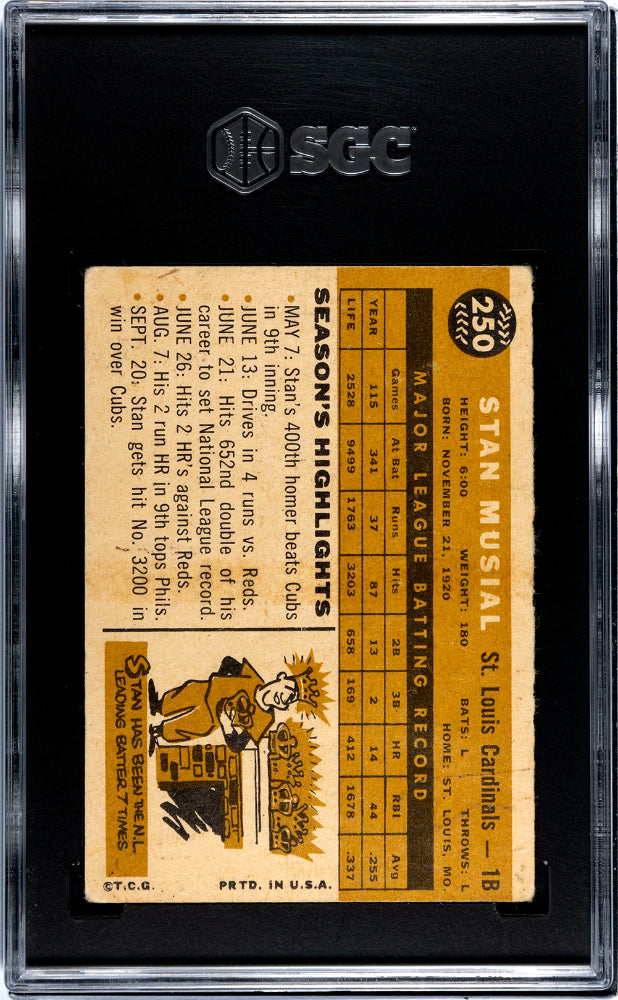 SGC
250
STAN MUSIAL St. Louis Cardinals — 1B
HEIGHT: 6:00 WEIGHT: 180 BATS: L THROWS: L
BORN: NOVEMBER 21, 1920 HOME: ST. LOUIS, MO.
MAJOR LEAGUE BATTING RECORD
Games At Bat Runs Hits 2B 3B HR RBI Avg.
YEAR 115 341 37 87 13 2 14 44 .255
LIFE 2528 9499 1763 3203 658 169 412 1678 .337
SEASON'S HIGHLIGHTS
• MAY 7: Stan's 400th homer beats Cubs
in 9th inning.
• JUNE 13: Drives in 4 runs vs. Reds.
• JUNE 21: Hits 652nd double of his
career to set National League record.
• JUNE 26: Hits 2 HR's against Reds.
• AUG. 7: His 2 run HR in 9th tops Phils.
• SEPT. 20: Stan gets hit No. 3200 in
win over Cubs.
STAN HAS BEEN THE N.L.
LEADING BATTER 7 TIMES
©T.C.G. PRTD. IN U.S.A.